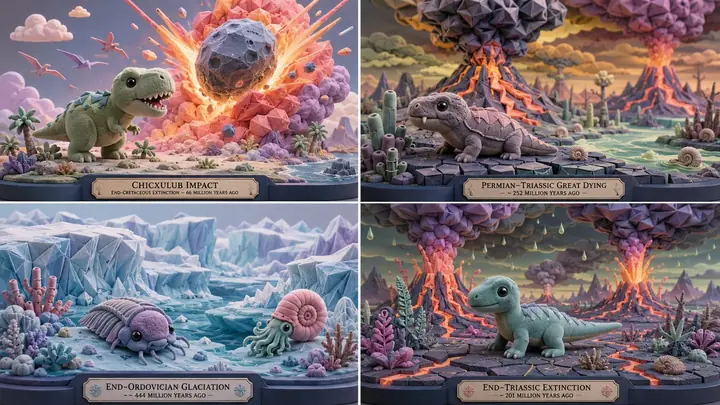 CHICXULUB IMPACT
END-CRETACEOUS EXTINCTION ~ 66 MILLION YEARS AGO
PERMIAN-TRIASSIC GREAT DYING
~ 252 MILLION YEARS AGO
END-ORDOVICIAN GLACIATION
~ 444 MILLION YEARS AGO
END-TRIASSIC EXTINCTION
~ 201 MILLION YEARS AGO